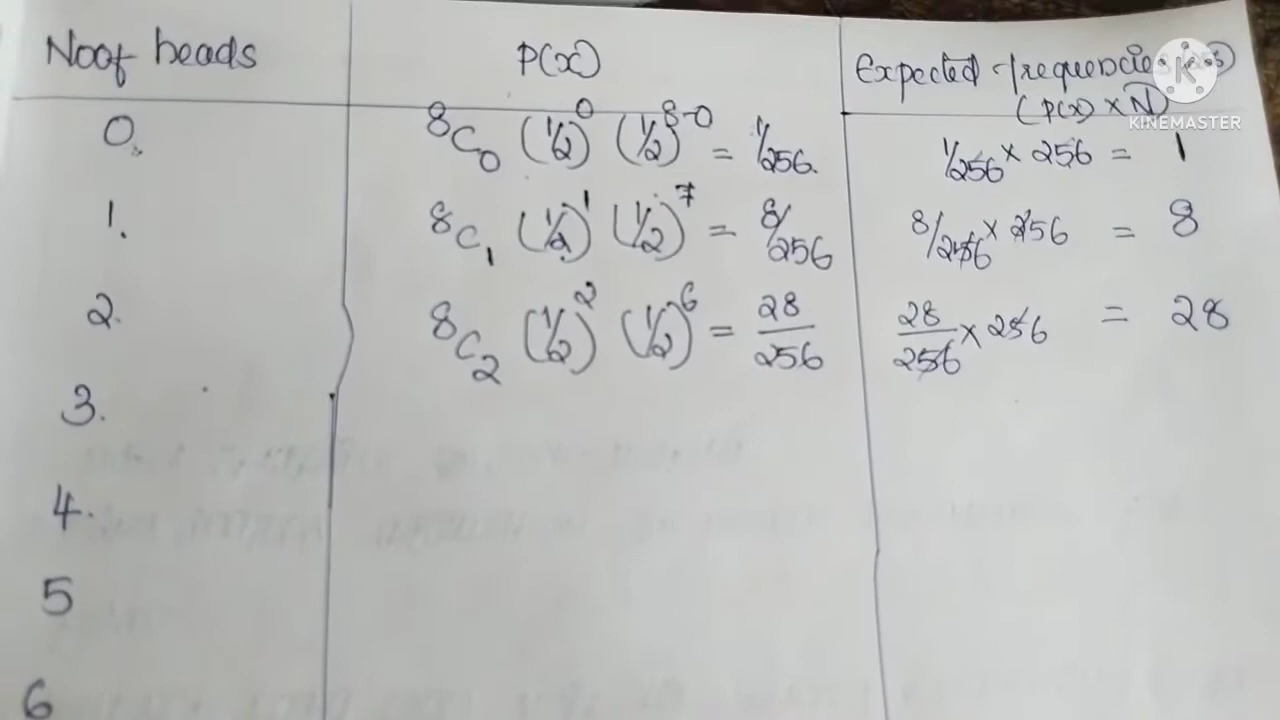 Noof heads P(x) Expected frequencies
(P(x) × N)
KINEMASTER
0. 8C0 (1/2)^0 (1/2)^8-0 = 1/256. 1/256 × 256 = 1
1. 8C1 (1/2)^1 (1/2)^7 = 8/256 8/256 × 256 = 8
2. 8C2 (1/2)^2 (1/2)^6 = 28/256 28/256 × 256 = 28
3.
4.
5
6